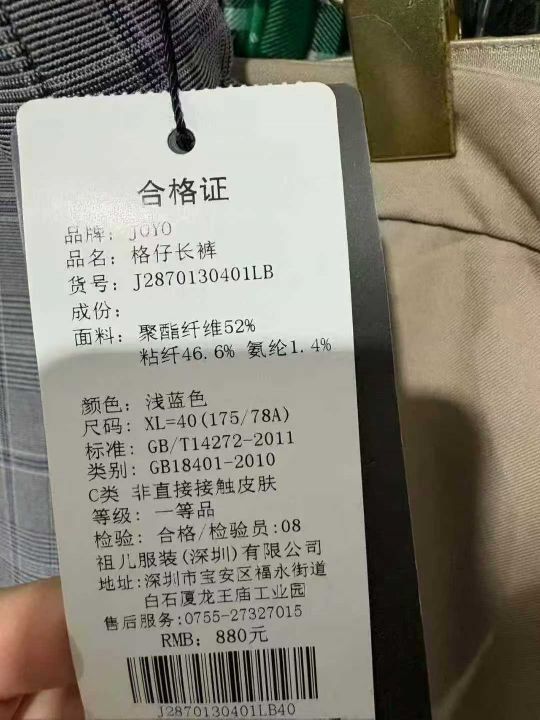 合格证
品牌: JOYO
品名: 格仔长裤
货号: J2870130401LB
成份:
面料: 聚酯纤维52%
粘纤46.6% 氨纶1.4%
颜色: 浅蓝色
尺码: XL=40(175/78A)
标准: GB/T14272-2011
类别: GB18401-2010
C类 非直接接触皮肤
等级: 一等品
检验: 合格/检验员:08
祖儿服装(深圳)有限公司
地址:深圳市宝安区福永街道
白石厦龙王庙工业园
售后服务:0755-27327015
RMB: 880元
J2870130401LB40